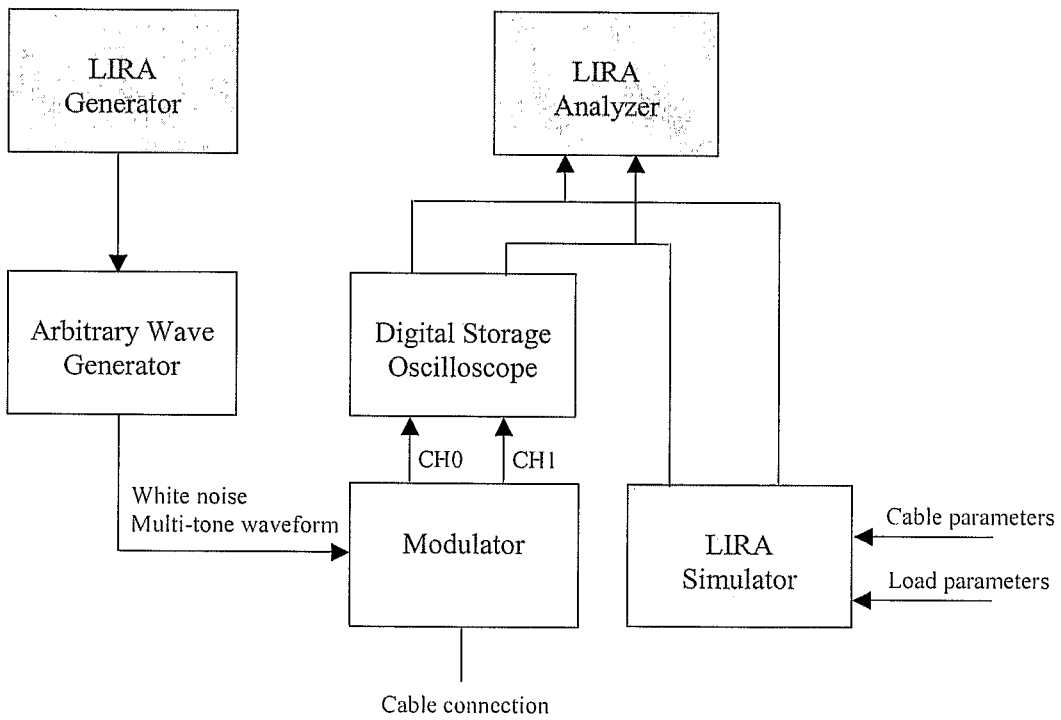 LIRA
Generator
LIRA
Analyzer
Arbitrary Wave
Generator
Digital Storage
Oscilloscope
CH0
CH1
White noise
Multi-tone waveform
Modulator
LIRA
Simulator
Cable parameters
Load parameters
Cable connection